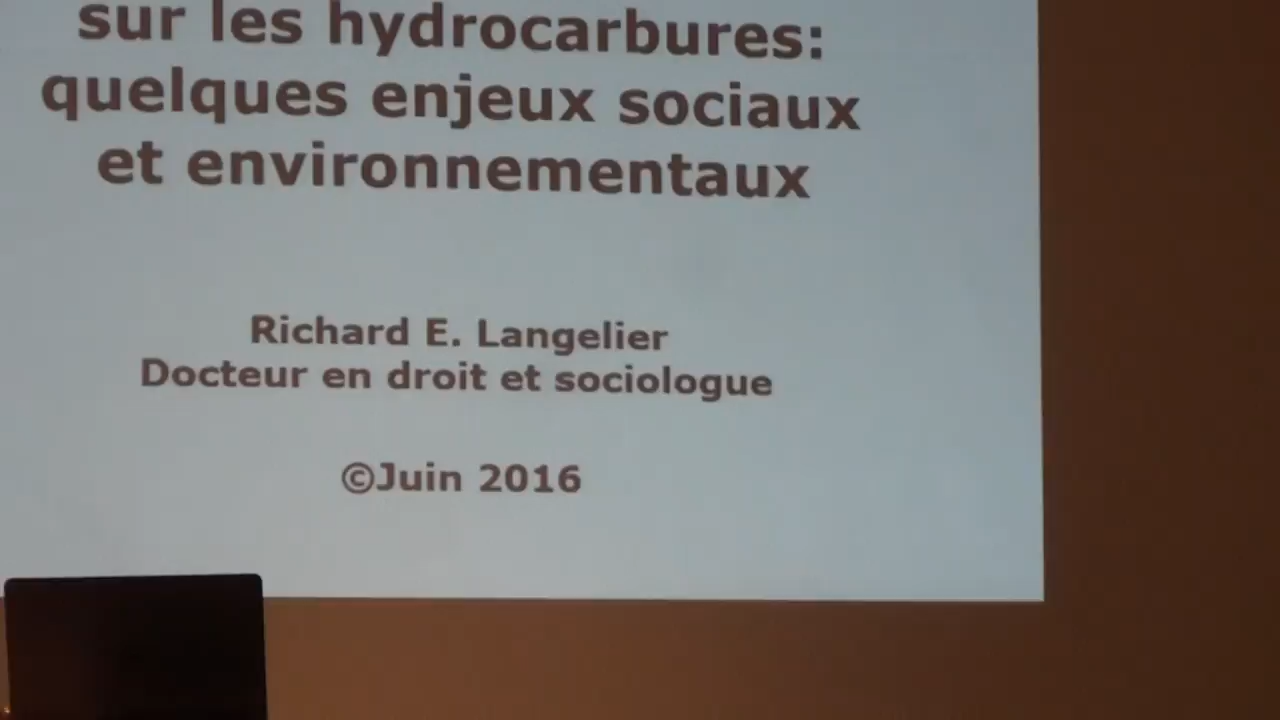 sur les hydrocarbures:
quelques enjeux sociaux
et environnementaux
Richard E. Langelier
Docteur en droit et sociologue
©Juin 2016